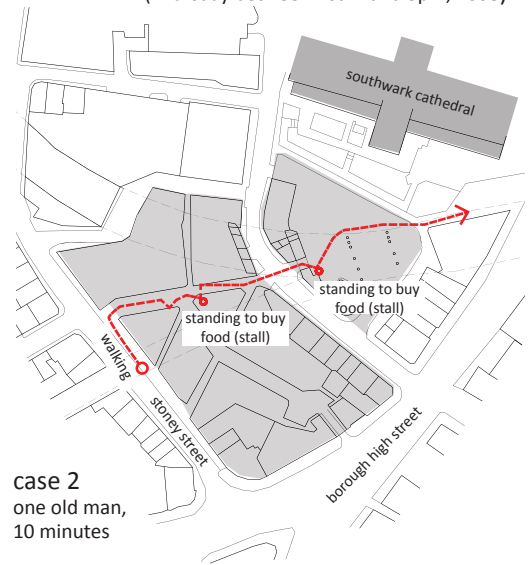 southwark cathedral
standing to buy
food (stall)
standing to buy
food (stall)
walking
stoney street
borough high street
case 2
one old man,
10 minutes